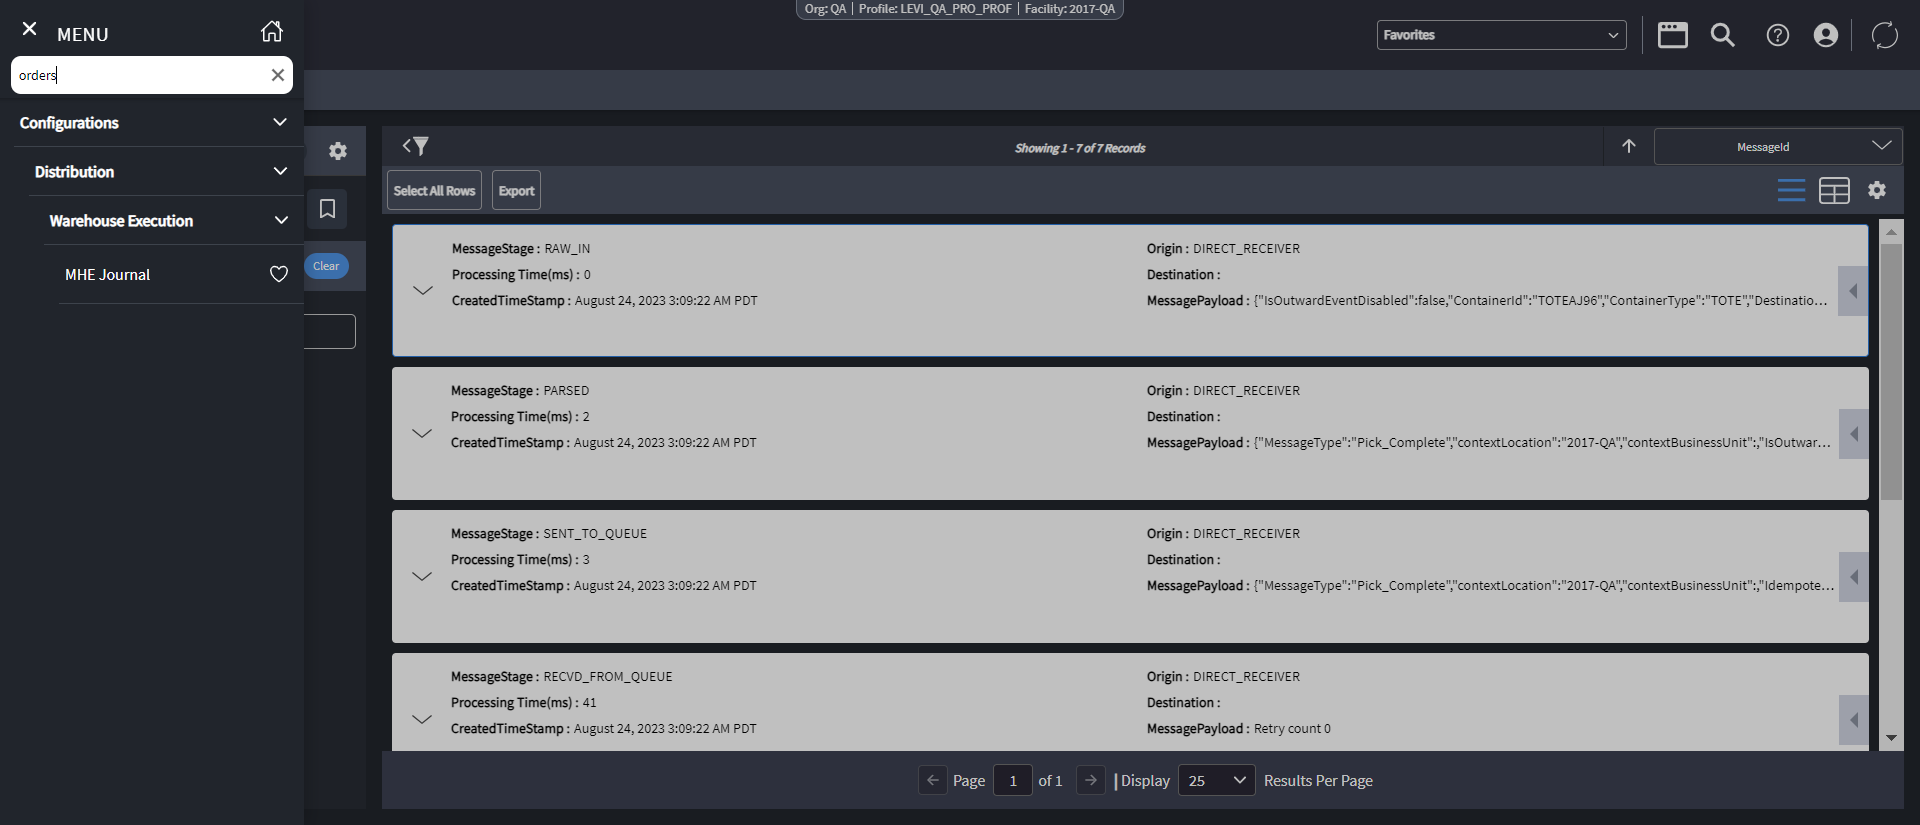 Org: QA | Profile: LEVI_QA_PRO_PROF | Facility: 2017-QA
MENU
Favorites
orders
Configurations
Distribution
Warehouse Execution
MHE Journal
Clear
Showing 1 - 7 of 7 Records
MessageId
Select All Rows
Export
MessageStage : RAW_IN
Processing Time(ms) : 0
CreatedTimeStamp : August 24, 2023 3:09:22 AM PDT
Origin : DIRECT_RECEIVER
Destination :
MessagePayload : {"IsOutwardEventDisabled":false,"ContainerId":"TOTEAJ96","ContainerType":"TOTE","Destinatio...
MessageStage : PARSED
Processing Time(ms) : 2
CreatedTimeStamp : August 24, 2023 3:09:22 AM PDT
Origin : DIRECT_RECEIVER
Destination :
MessagePayload : {"MessageType":"Pick_Complete","contextLocation":"2017-QA","contextBusinessUnit":,"IsOutwar...
MessageStage : SENT_TO_QUEUE
Processing Time(ms) : 3
CreatedTimeStamp : August 24, 2023 3:09:22 AM PDT
Origin : DIRECT_RECEIVER
Destination :
MessagePayload : {"MessageType":"Pick_Complete","contextLocation":"2017-QA","contextBusinessUnit":,"Idempote...
MessageStage : RECVD_FROM_QUEUE
Processing Time(ms) : 41
CreatedTimeStamp : August 24, 2023 3:09:22 AM PDT
Origin : DIRECT_RECEIVER
Destination :
MessagePayload : Retry count 0
Page 1 of 1 | Display 25 Results Per Page